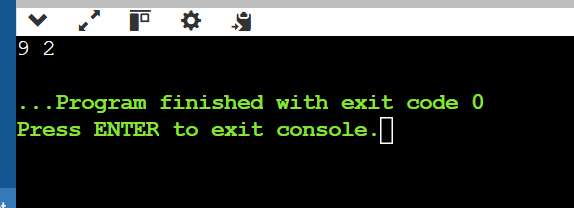 9 2
...Program finished with exit code 0
Press ENTER to exit console.